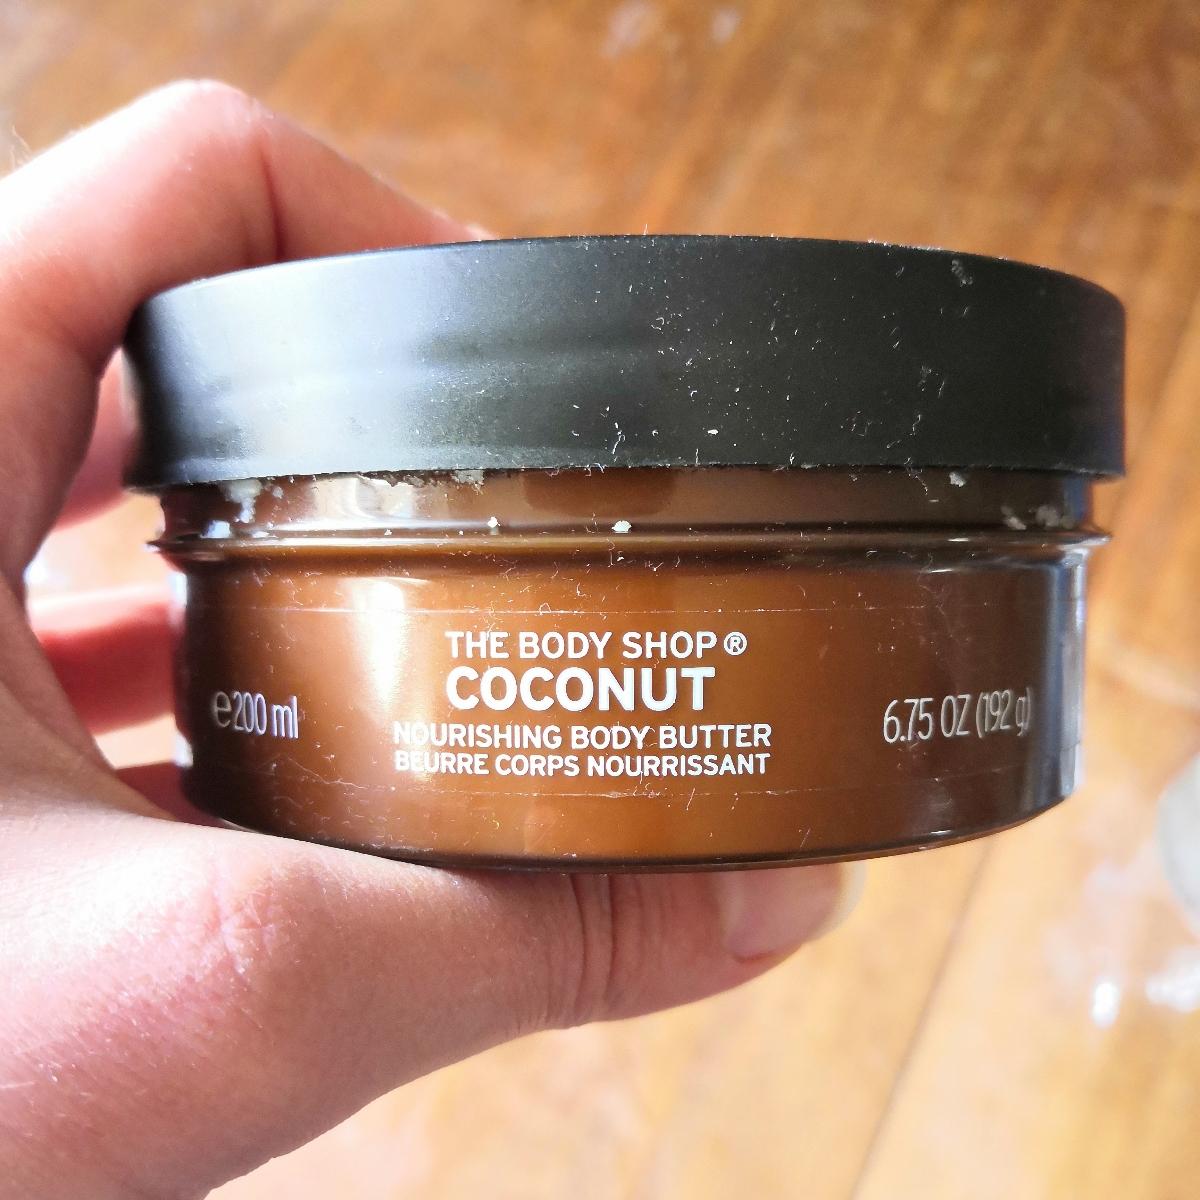 THE BODY SHOP®
COCONUT
NOURISHING BODY BUTTER
BEURRE CORPS NOURRISSANT
℮200 ml
6.75 OZ (192 g)